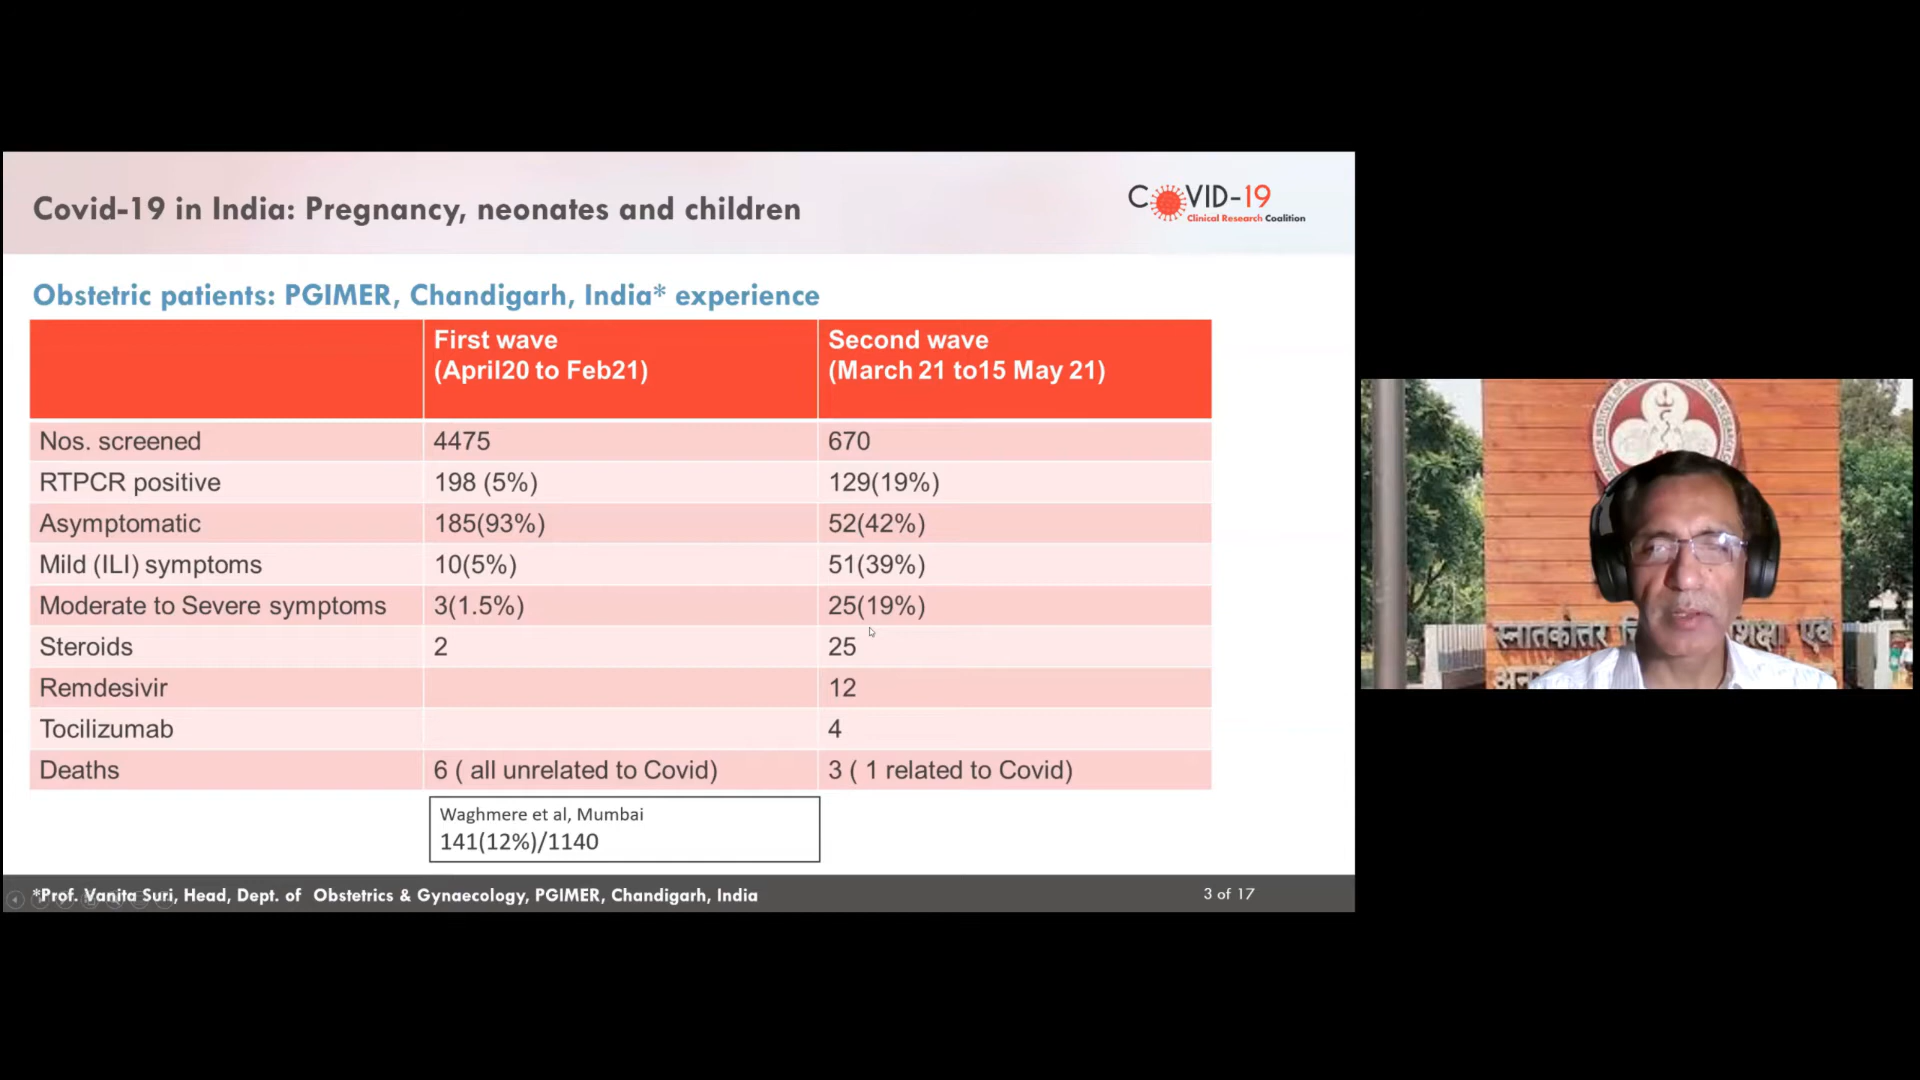 Covid-19 in India: Pregnancy, neonates and children
COVID-19
Clinical Research Coalition
Obstetric patients: PGIMER, Chandigarh, India* experience
First wave
(April20 to Feb21)
Second wave
(March 21 to15 May 21)
Nos. screened 4475 670
RTPCR positive 198 (5%) 129(19%)
Asymptomatic 185(93%) 52(42%)
Mild (ILI) symptoms 10(5%) 51(39%)
Moderate to Severe symptoms 3(1.5%) 25(19%)
Steroids 2 25
Remdesivir 12
Tocilizumab 4
Deaths 6 ( all unrelated to Covid) 3 ( 1 related to Covid)
Waghmere et al, Mumbai
141(12%)/1140
*Prof. Vanita Suri, Head, Dept. of Obstetrics & Gynaecology, PGIMER, Chandigarh, India
3 of 17
स्नातकोत्तर शिक्षा एवं